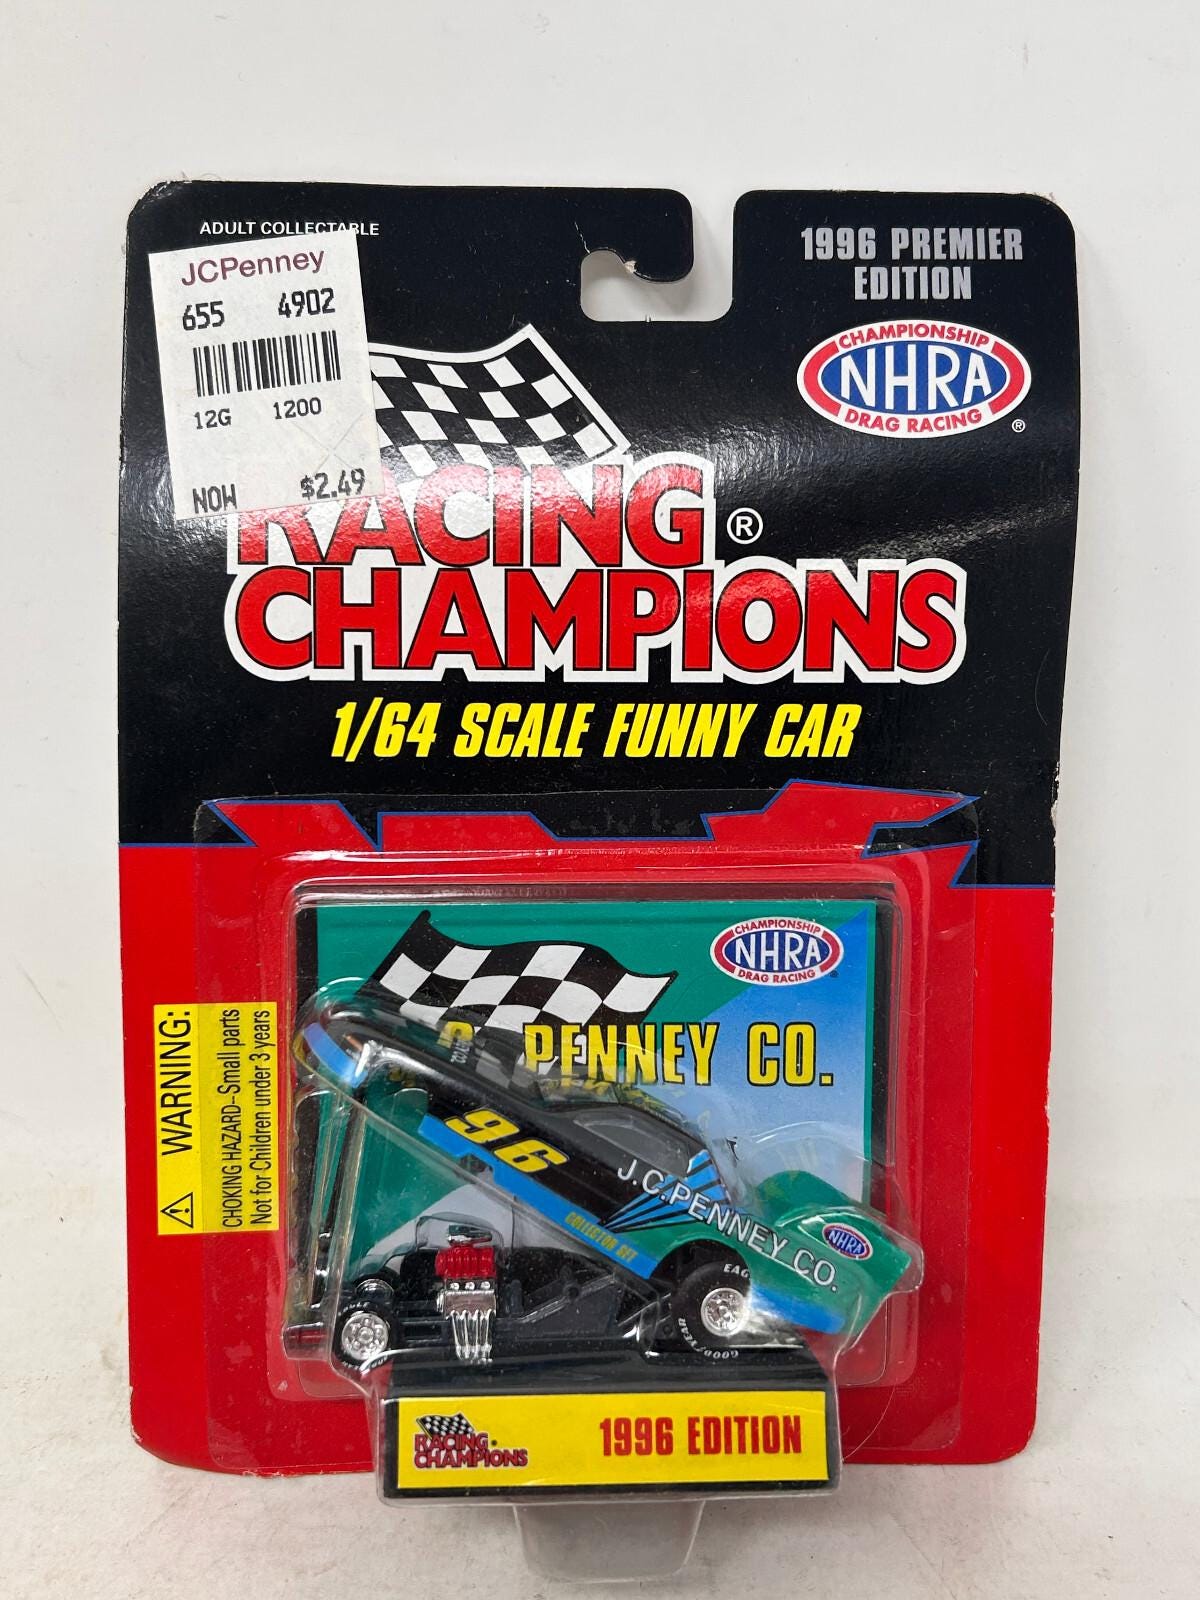 ADULT COLLECTABLE
JCPenney
655 4902
12G 1200
NOW $2.49
1996 PREMIER
EDITION
CHAMPIONSHIP
NHRA
DRAG RACING
®
RACING ®
CHAMPIONS
1/64 SCALE FUNNY CAR
CHAMPIONSHIP
NHRA
DRAG RACING
PENNEY CO.
WARNING:
CHOKING HAZARD-Small parts
Not for Children under 3 years
96
J.C.PENNEY CO.
COLLECTOR SET
NHRA
GOODYEAR
RACING
CHAMPIONS
1996 EDITION